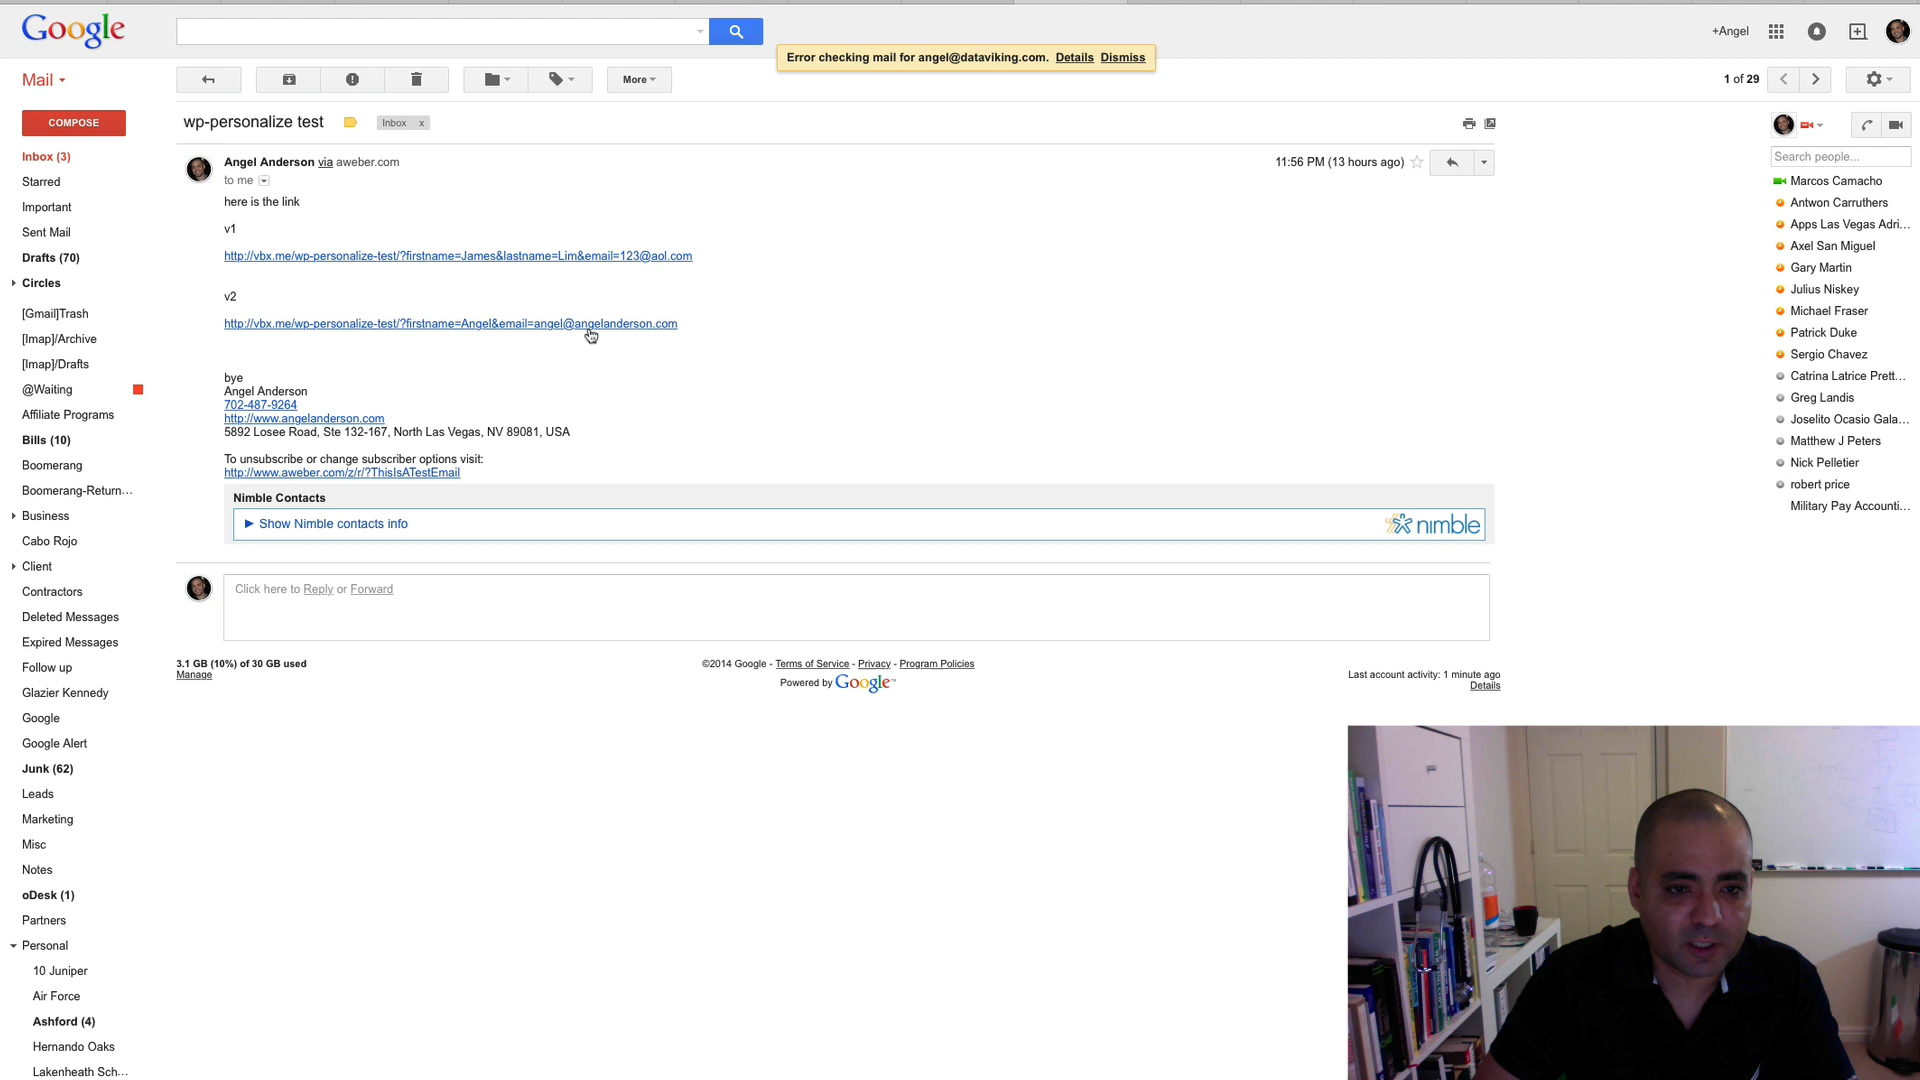 Google
+Angel
Error checking mail for angel@dataviking.com. Details Dismiss
Mail
More
1 of 29
COMPOSE
wp-personalize test
Inbox x
Inbox (3)
Starred
Important
Sent Mail
Drafts (70)
Circles
[Gmail]Trash
[Imap]/Archive
[Imap]/Drafts
@Waiting
Affiliate Programs
Bills (10)
Boomerang
Boomerang-Return…
Business
Cabo Rojo
Client
Contractors
Deleted Messages
Expired Messages
Follow up
Glazier Kennedy
Google
Google Alert
Junk (62)
Leads
Marketing
Misc
Notes
oDesk (1)
Partners
Personal
10 Juniper
Air Force
Ashford (4)
Hernando Oaks
Lakenheath Sch…
Angel Anderson via aweber.com
11:56 PM (13 hours ago)
to me
here is the link
v1
http://vbx.me/wp-personalize-test/?firstname=James&lastname=Lim&email=123@aol.com
v2
http://vbx.me/wp-personalize-test/?firstname=Angel&email=angel@angelanderson.com
bye
Angel Anderson
702-487-9264
http://www.angelanderson.com
5892 Losee Road, Ste 132-167, North Las Vegas, NV 89081, USA
To unsubscribe or change subscriber options visit:
http://www.aweber.com/z/r/?ThisIsATestEmail
Nimble Contacts
Show Nimble contacts info
nimble
Click here to Reply or Forward
3.1 GB (10%) of 30 GB used
Manage
©2014 Google - Terms of Service - Privacy - Program Policies
Powered by Google™
Last account activity: 1 minute ago
Details
Search people...
Marcos Camacho
Antwon Carruthers
Apps Las Vegas Adri…
Axel San Miguel
Gary Martin
Julius Niskey
Michael Fraser
Patrick Duke
Sergio Chavez
Catrina Latrice Prett…
Greg Landis
Joselito Ocasio Gala…
Matthew J Peters
Nick Pelletier
robert price
Military Pay Accounti…